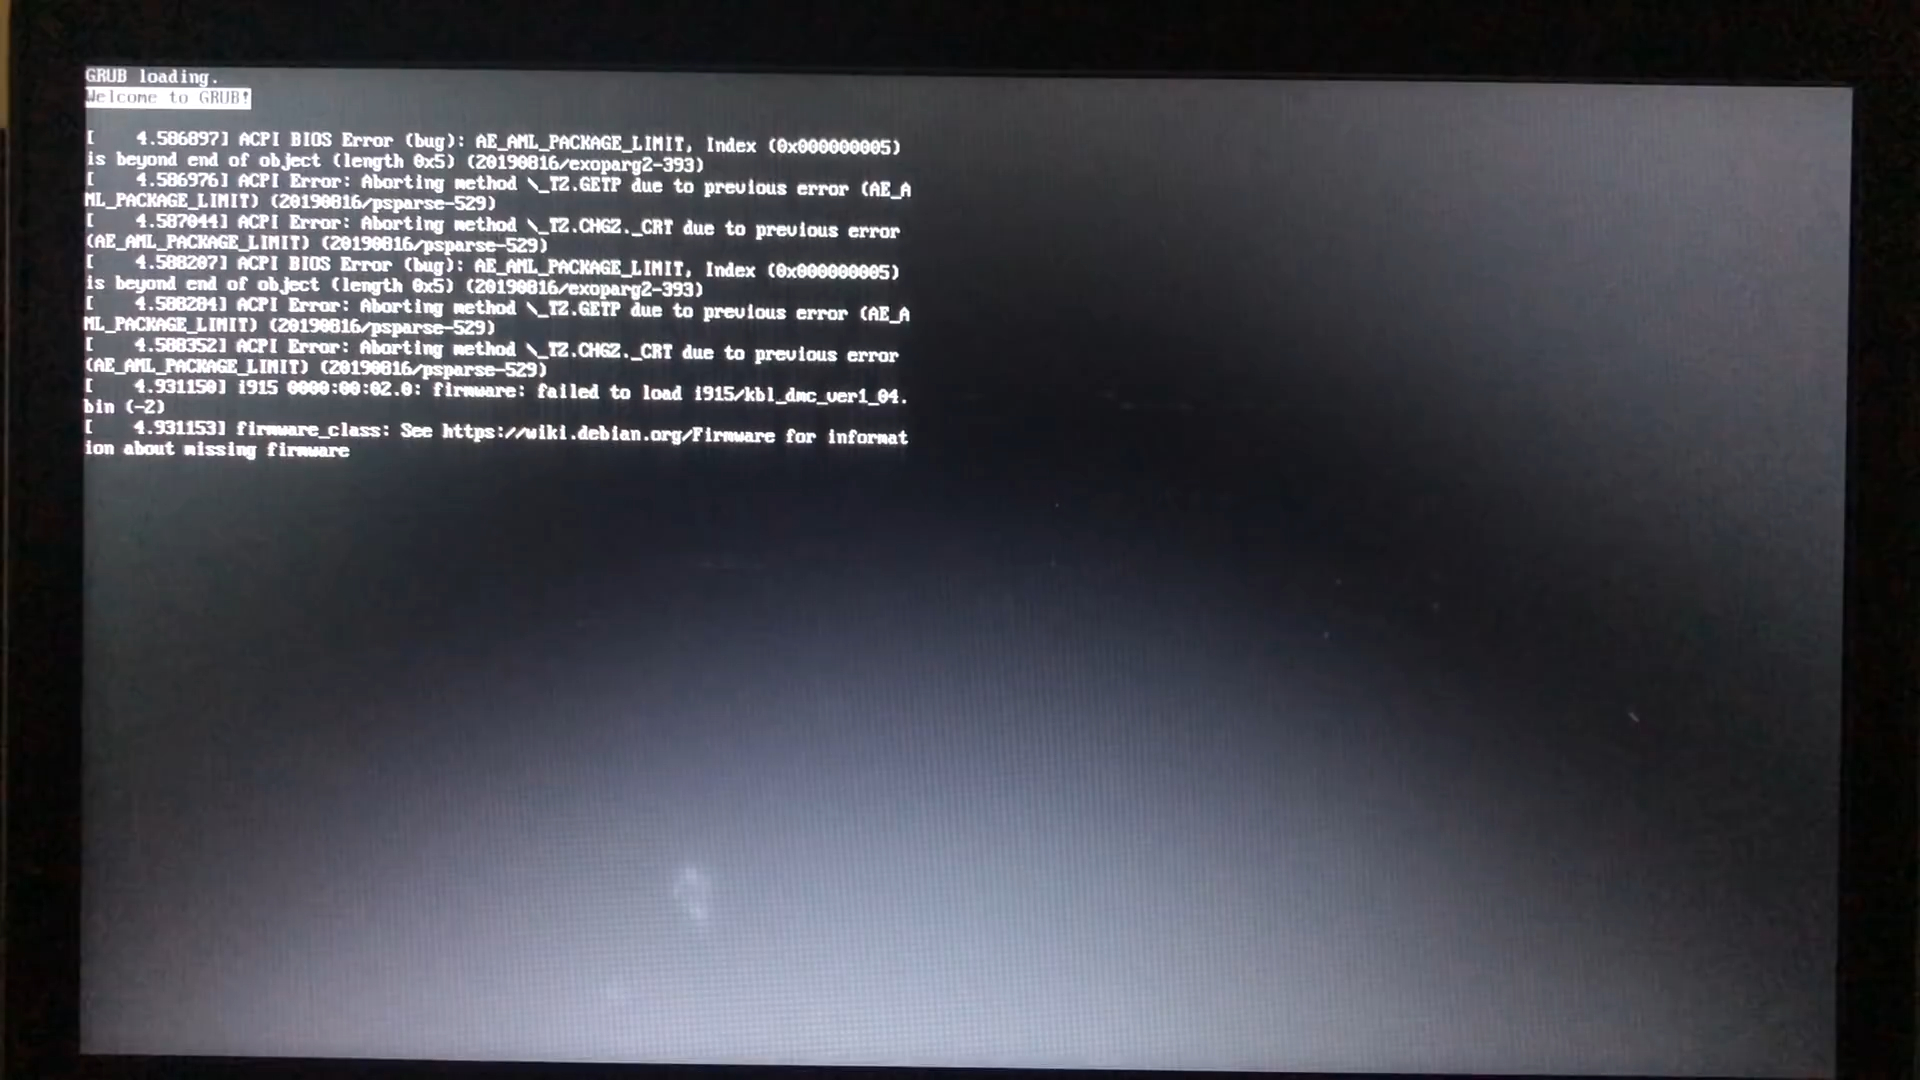 GRUB loading.
Welcome to GRUB!
[    4.586897] ACPI BIOS Error (bug): AE_AML_PACKAGE_LIMIT, Index (0x000000005)
is beyond end of object (length 0x5) (20190816/exoparg2-393)
[    4.586976] ACPI Error: Aborting method \_TZ.GETP due to previous error (AE_A
ML_PACKAGE_LIMIT) (20190816/psparse-529)
[    4.587044] ACPI Error: Aborting method \_TZ.CHGZ._CRT due to previous error
(AE_AML_PACKAGE_LIMIT) (20190816/psparse-529)
[    4.588207] ACPI BIOS Error (bug): AE_AML_PACKAGE_LIMIT, Index (0x000000005)
is beyond end of object (length 0x5) (20190816/exoparg2-393)
[    4.588284] ACPI Error: Aborting method \_TZ.GETP due to previous error (AE_A
ML_PACKAGE_LIMIT) (20190816/psparse-529)
[    4.588352] ACPI Error: Aborting method \_TZ.CHGZ._CRT due to previous error
(AE_AML_PACKAGE_LIMIT) (20190816/psparse-529)
[    4.931150] i915 0000:00:02.0: firmware: failed to load i915/kbl_dmc_ver1_04.
bin (-2)
[    4.931153] firmware_class: See https://wiki.debian.org/Firmware for informat
ion about missing firmware